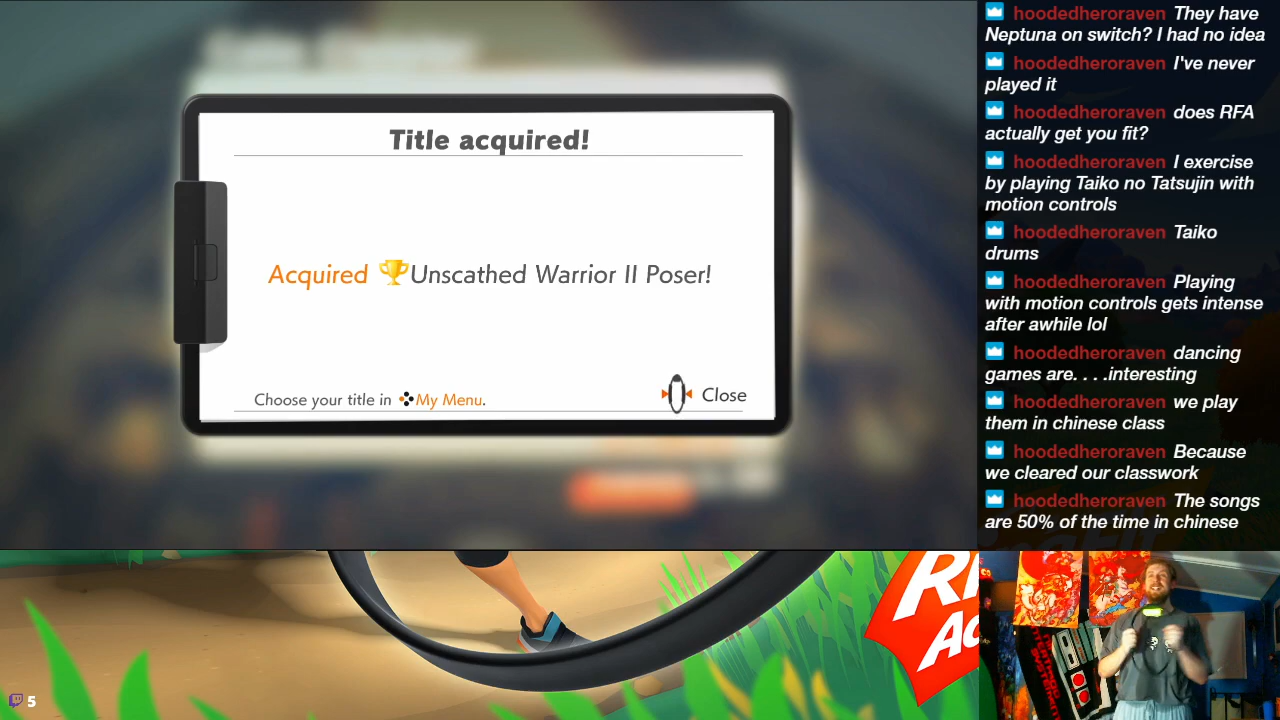 Title acquired!
Acquired 🏆Unscathed Warrior II Poser!
Choose your title in My Menu.
Close
hoodedheroraven They have
Neptuna on switch? I had no idea
hoodedheroraven I've never
played it
hoodedheroraven does RFA
actually get you fit?
hoodedheroraven I exercise
by playing Taiko no Tatsujin with
motion controls
hoodedheroraven Taiko
drums
hoodedheroraven Playing
with motion controls gets intense
after awhile lol
hoodedheroraven dancing
games are. . . .interesting
hoodedheroraven we play
them in chinese class
hoodedheroraven Because
we cleared our classwork
hoodedheroraven The songs
are 50% of the time in chinese
5